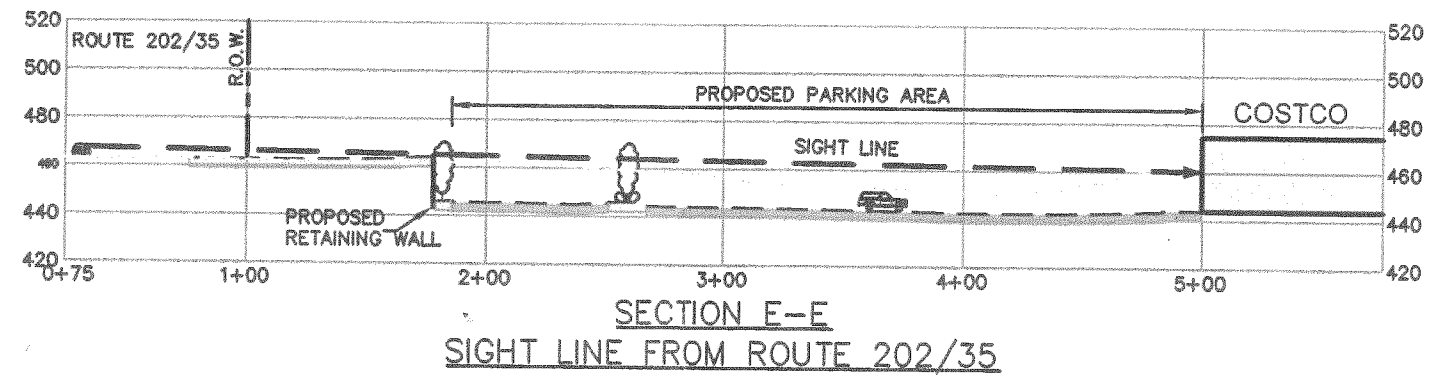 520
520
ROUTE 202/35
R.O.W.
500
500
PROPOSED PARKING AREA
COSTCO
480
480
SIGHT LINE
460
460
440
PROPOSED
RETAINING WALL
440
420
420
0+75
1+00
2+00
3+00
4+00
5+00
SECTION E-E
SIGHT LINE FROM ROUTE 202/35